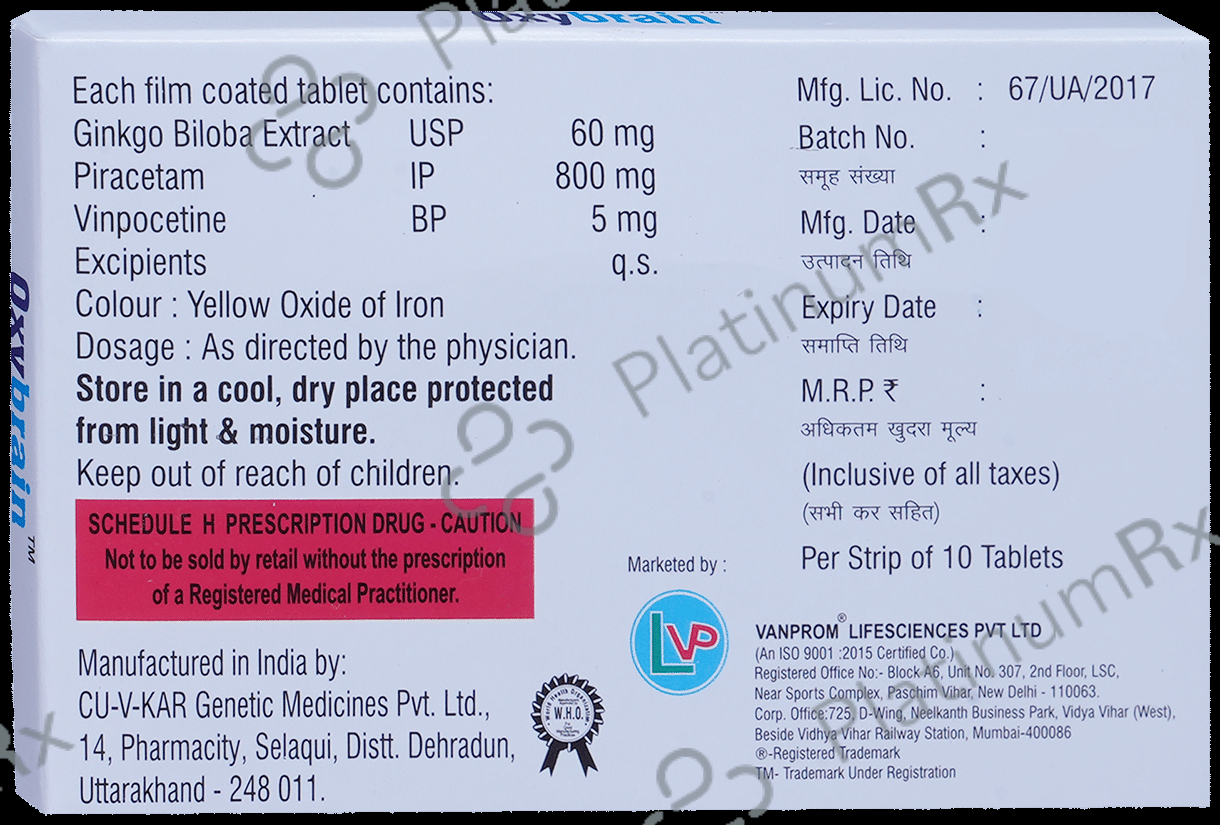 Oxybrain™
Each film coated tablet contains:
Ginkgo Biloba Extract USP 60 mg
Piracetam IP 800 mg
Vinpocetine BP 5 mg
Excipients q.s.
Colour : Yellow Oxide of Iron
Dosage : As directed by the physician.
Store in a cool, dry place protected
from light & moisture.
Keep out of reach of children.
SCHEDULE H PRESCRIPTION DRUG - CAUTION
Not to be sold by retail without the prescription
of a Registered Medical Practitioner.
Manufactured in India by:
CU-V-KAR Genetic Medicines Pvt. Ltd.,
14, Pharmacity, Selaqui, Distt. Dehradun,
Uttarakhand - 248 011.
World Health Organization
W.H.O.
Mfg. Lic. No. : 67/UA/2017
Batch No. :
समूह संख्या
Mfg. Date :
उत्पादन तिथि
Expiry Date :
समाप्ति तिथि
M.R.P. ₹ :
अधिकतम खुदरा मूल्य
(Inclusive of all taxes)
(सभी कर सहित)
Per Strip of 10 Tablets
Marketed by :
LVP
VANPROM® LIFESCIENCES PVT LTD
(An ISO 9001 :2015 Certified Co.)
Registered Office No:- Block A6, Unit No. 307, 2nd Floor, LSC,
Near Sports Complex, Paschim Vihar, New Delhi - 110063.
Corp. Office:725, D-Wing, Neelkanth Business Park, Vidya Vihar (West),
Beside Vidhya Vihar Railway Station, Mumbai-400086
®-Registered Trademark
TM- Trademark Under Registration
Oxybrain™
PlatinumRx
PlatinumRx
PlatinumRx
Rx